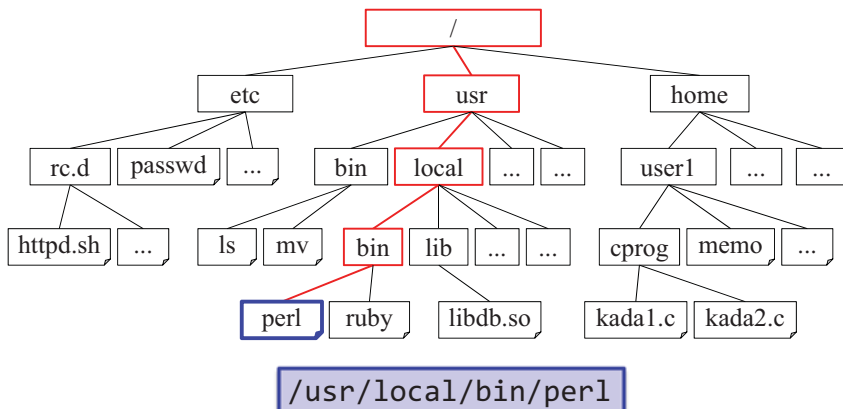 /
etc usr home
rc.d passwd ... bin local ... ... user1 ... ...
httpd.sh ... ls mv bin lib ... ... cprog memo ...
perl ruby libdb.so kada1.c kada2.c
/usr/local/bin/perl